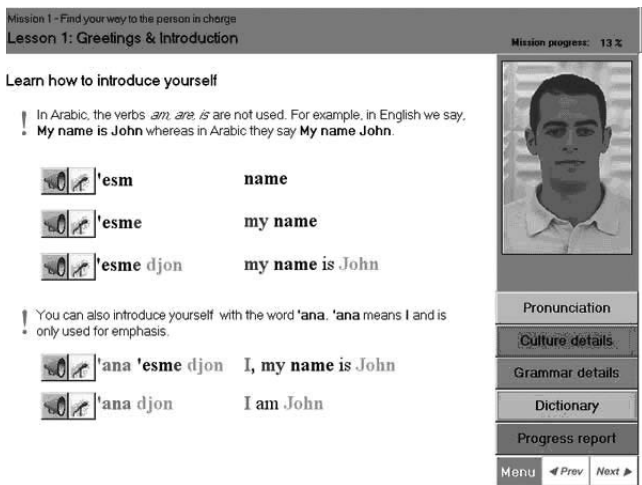 Mission 1 - Find your way to the person in charge
Lesson 1: Greetings & Introduction
Mission progress: 13 %
Learn how to introduce yourself
! In Arabic, the verbs am, are, is are not used. For example, in English we say,
My name is John whereas in Arabic they say My name John.
'esm name
'esme my name
'esme djon my name is John
! You can also introduce yourself with the word 'ana. 'ana means I and is
only used for emphasis.
'ana 'esme djon I, my name is John
'ana djon I am John
Pronunciation
Culture details
Grammar details
Dictionary
Progress report
Menu ◀ Prev Next ▶